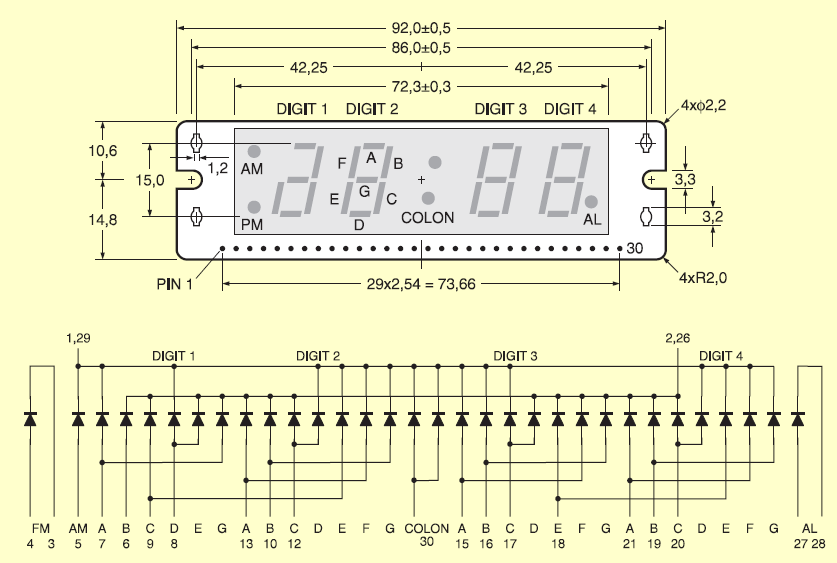 92,0±0,5
86,0±0,5
42,25 42,25
72,3±0,3
DIGIT 1 DIGIT 2 DIGIT 3 DIGIT 4
4xϕ2,2
10,6
1,2
15,0
14,8
AM
F A B
G
E C
D
PM
COLON
AL
3,3
3,2
30
PIN 1
29x2,54 = 73,66
4xR2,0
1,29 2,26
DIGIT 1 DIGIT 2 DIGIT 3 DIGIT 4
FM AM A B C D E G A B C D E F G COLON A B C D E F G A B C D E F G AL
4 3 5 7 6 9 8 13 10 12 30 15 16 17 18 21 19 20 27 28